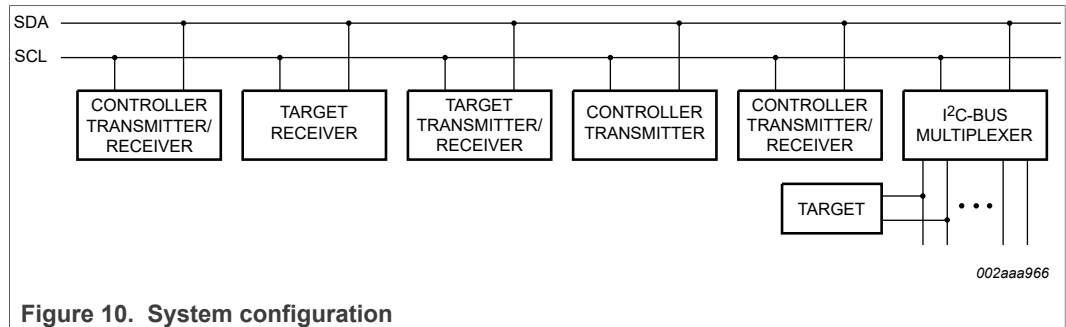 SDA
SCL
CONTROLLER
TRANSMITTER/
RECEIVER
TARGET
RECEIVER
TARGET
TRANSMITTER/
RECEIVER
CONTROLLER
TRANSMITTER
CONTROLLER
TRANSMITTER/
RECEIVER
I²C-BUS
MULTIPLEXER
TARGET
002aaa966
Figure 10. System configuration